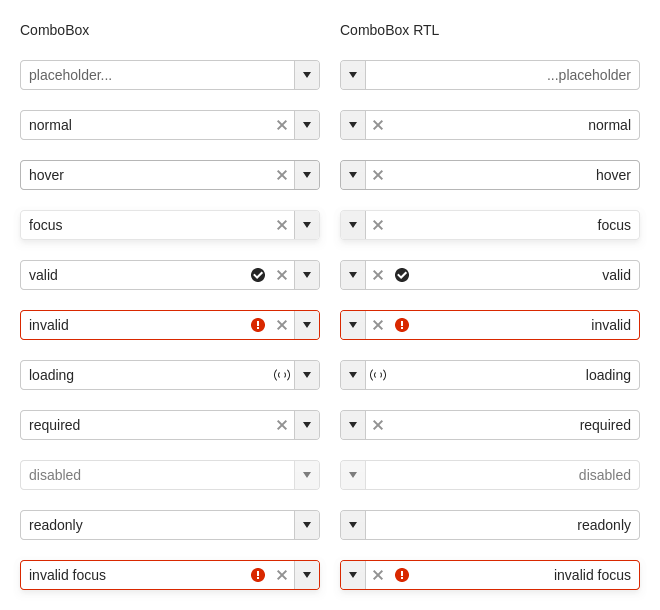 ComboBox
placeholder...
normal
hover
focus
valid
invalid
loading
required
disabled
readonly
invalid focus
ComboBox RTL
...placeholder
normal
hover
focus
valid
invalid
loading
required
disabled
readonly
invalid focus